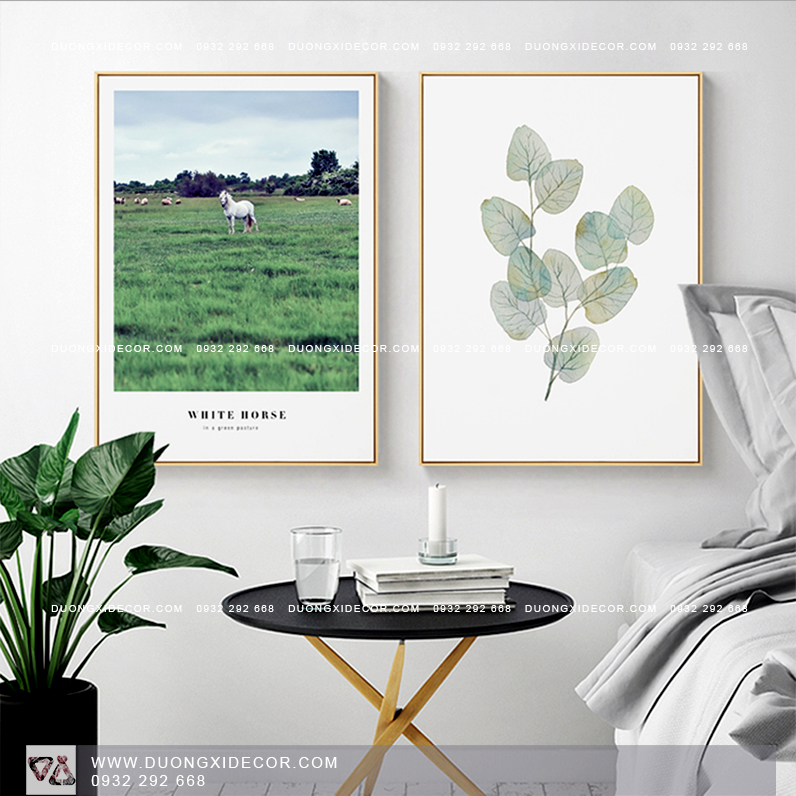 DUONGXIDECOR.COM 0932 292 668 DUONGXIDECOR.COM 0932 292 668 DUONGXIDECOR.COM 0932 292 668
DUONGXIDECOR.COM 0932 292 668 DUONGXIDECOR.COM 0932 292 668 DUONGXIDECOR.COM 0932 292 668
WHITE HORSE
in a green pasture
DUONGXIDECOR.COM 0932 292 668 DUONGXIDECOR.COM 0932 292 668 DUONGXIDECOR.COM 0932 292 668
WWW.DUONGXIDECOR.COM
0932 292 668